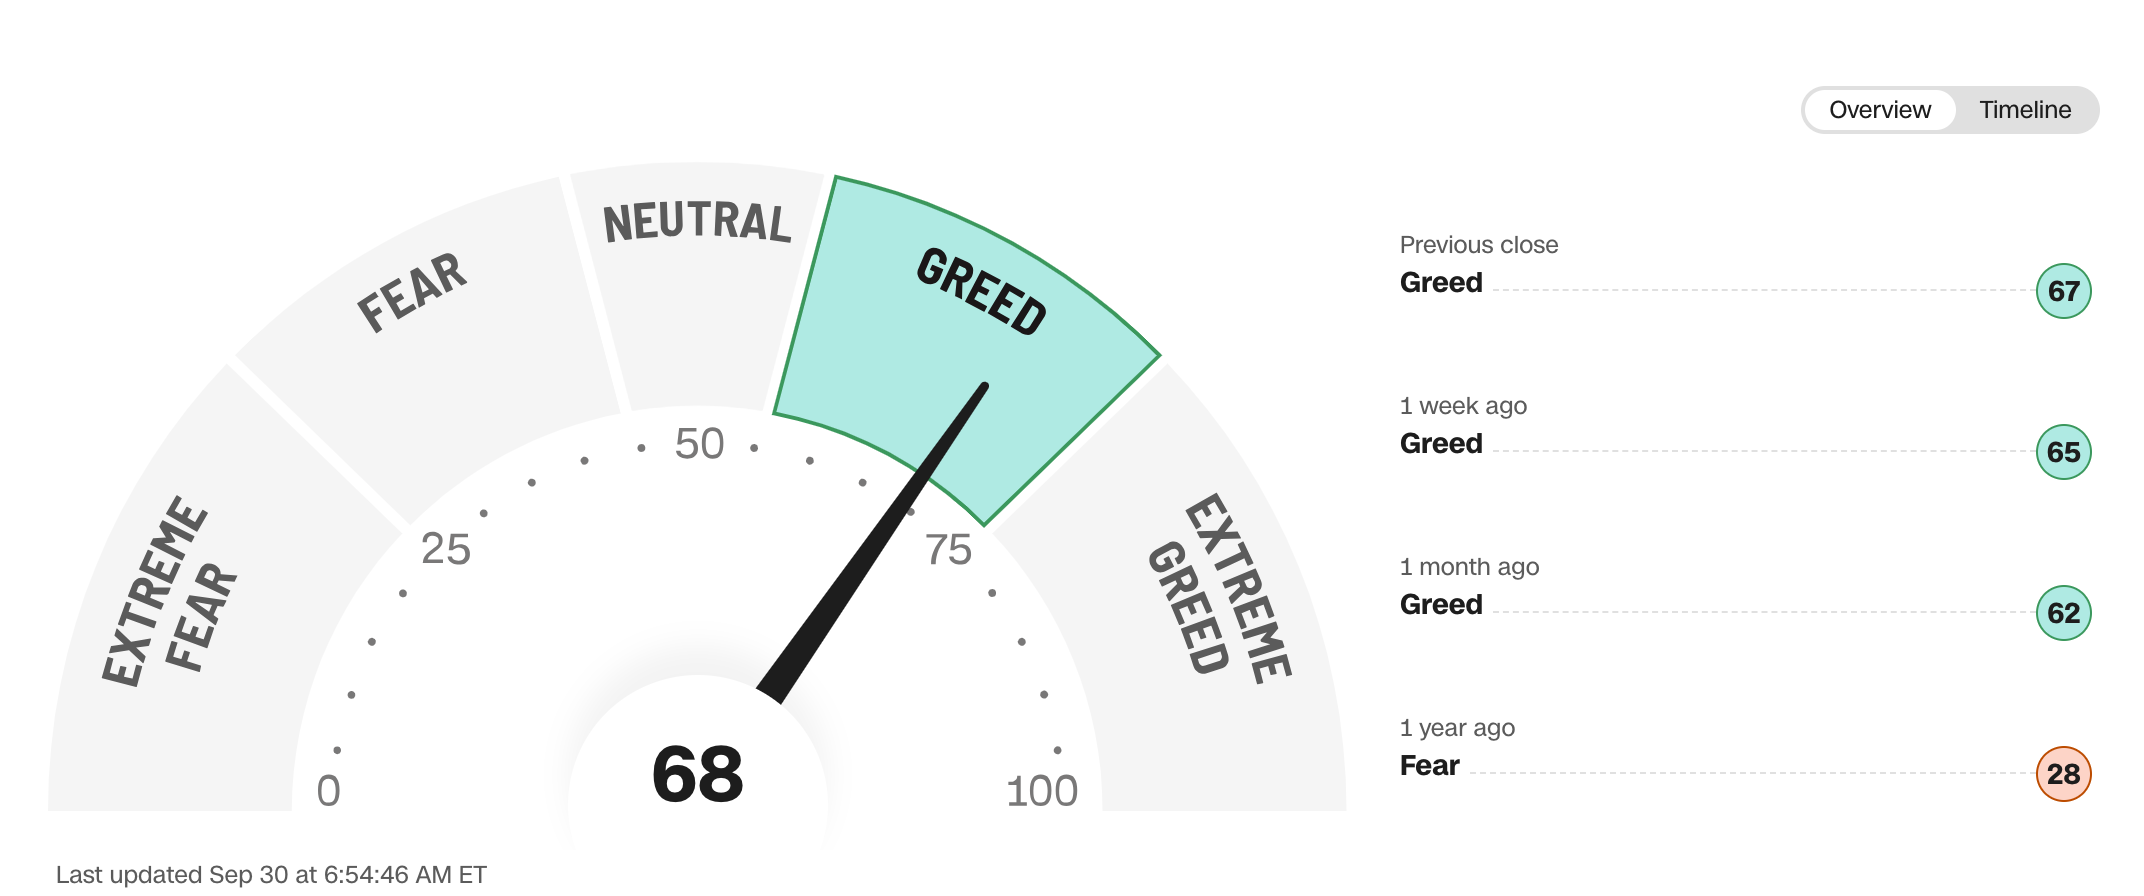 Overview
Timeline
NEUTRAL
FEAR
GREED
EXTREME
FEAR
EXTREME
GREED
0
25
50
75
100
68
Previous close
Greed
67
1 week ago
Greed
65
1 month ago
Greed
62
1 year ago
Fear
28
Last updated Sep 30 at 6:54:46 AM ET